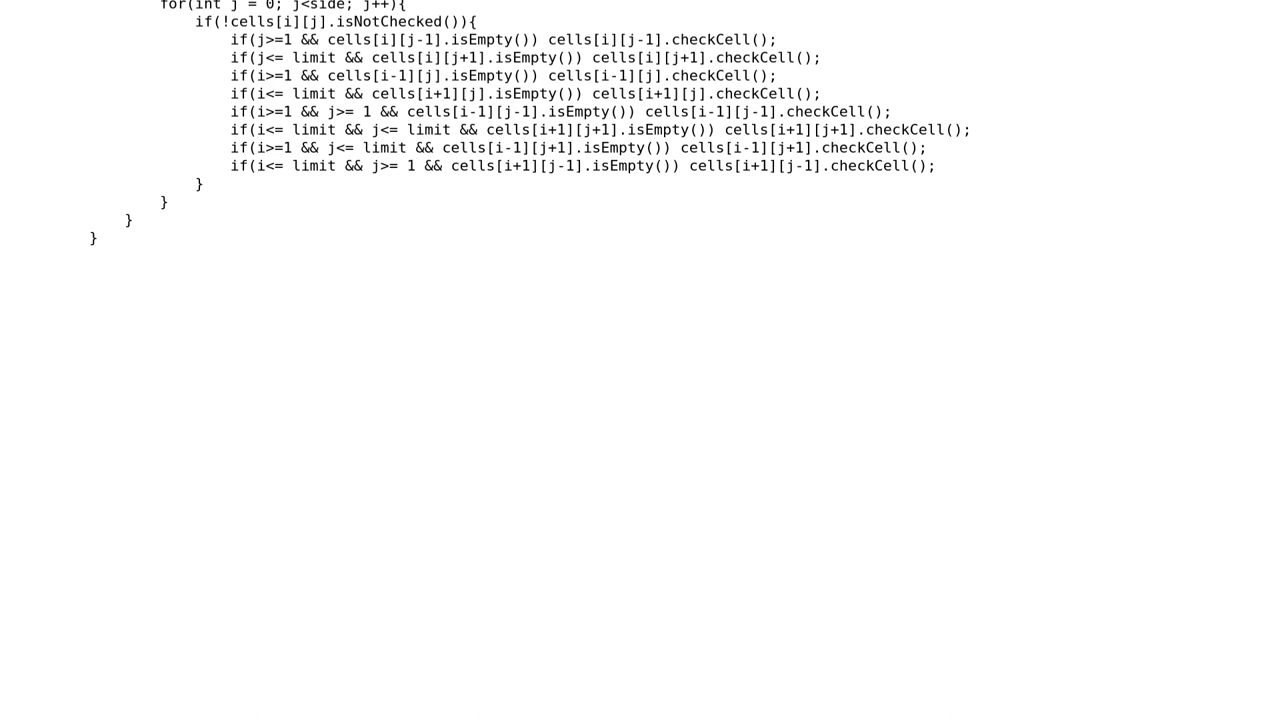 for(int j = 0; j<side; j++){
if(!cells[i][j].isNotChecked()){
if(j>=1 && cells[i][j-1].isEmpty()) cells[i][j-1].checkCell();
if(j<= limit && cells[i][j+1].isEmpty()) cells[i][j+1].checkCell();
if(i>=1 && cells[i-1][j].isEmpty()) cells[i-1][j].checkCell();
if(i<= limit && cells[i+1][j].isEmpty()) cells[i+1][j].checkCell();
if(i>=1 && j>= 1 && cells[i-1][j-1].isEmpty()) cells[i-1][j-1].checkCell();
if(i<= limit && j<= limit && cells[i+1][j+1].isEmpty()) cells[i+1][j+1].checkCell();
if(i>=1 && j<= limit && cells[i-1][j+1].isEmpty()) cells[i-1][j+1].checkCell();
if(i<= limit && j>= 1 && cells[i+1][j-1].isEmpty()) cells[i+1][j-1].checkCell();
}
}
}
}